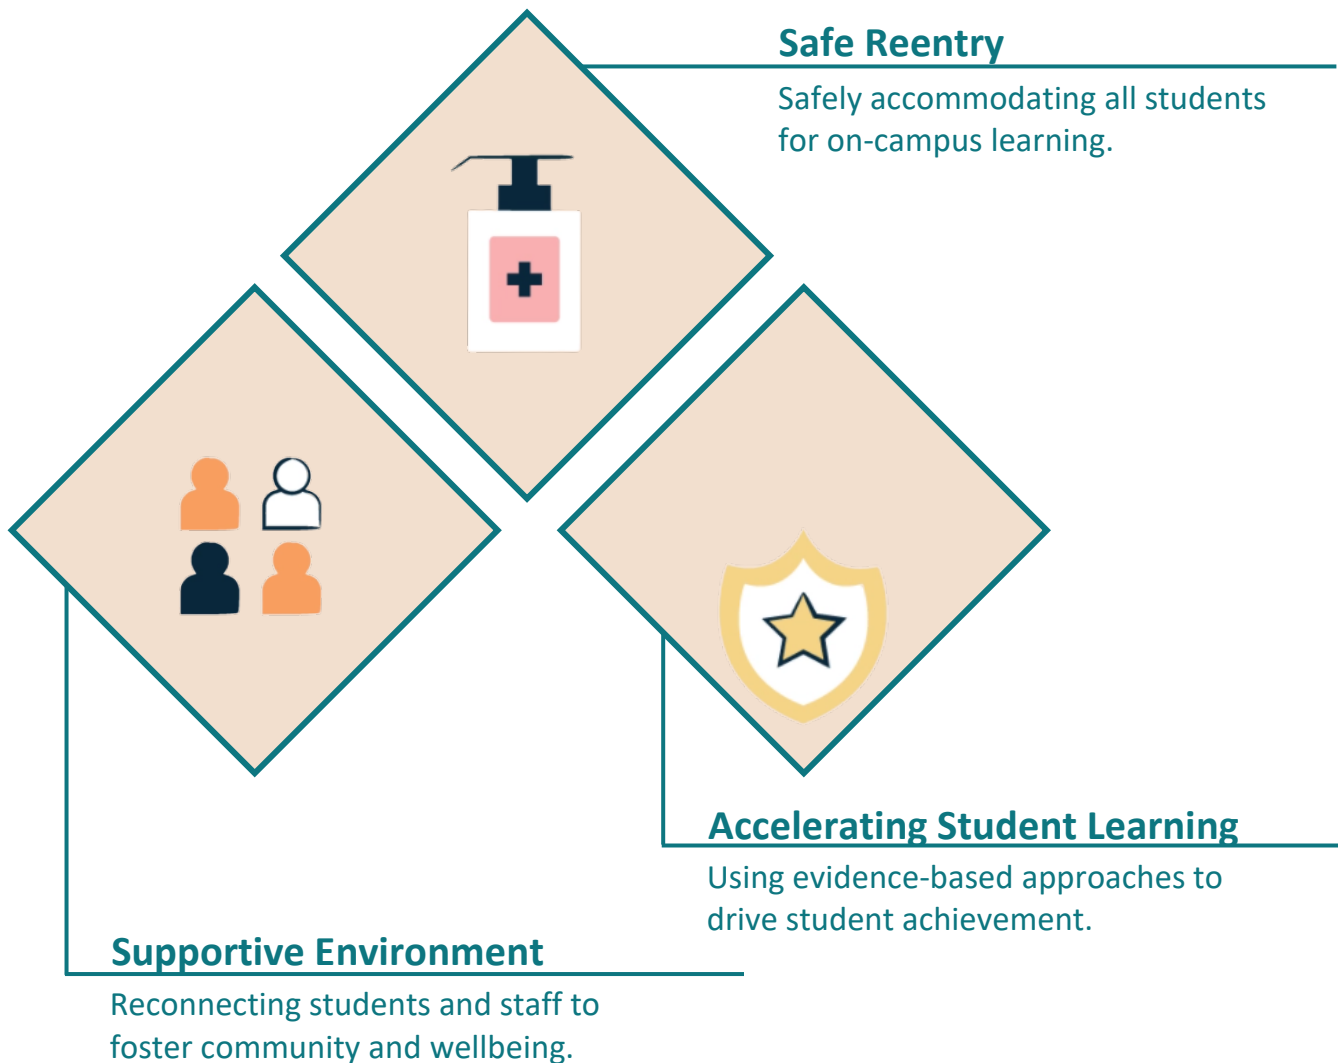 Safe Reentry
Safely accommodating all students
for on-campus learning.
Accelerating Student Learning
Using evidence-based approaches to
drive student achievement.
Supportive Environment
Reconnecting students and staff to
foster community and wellbeing.